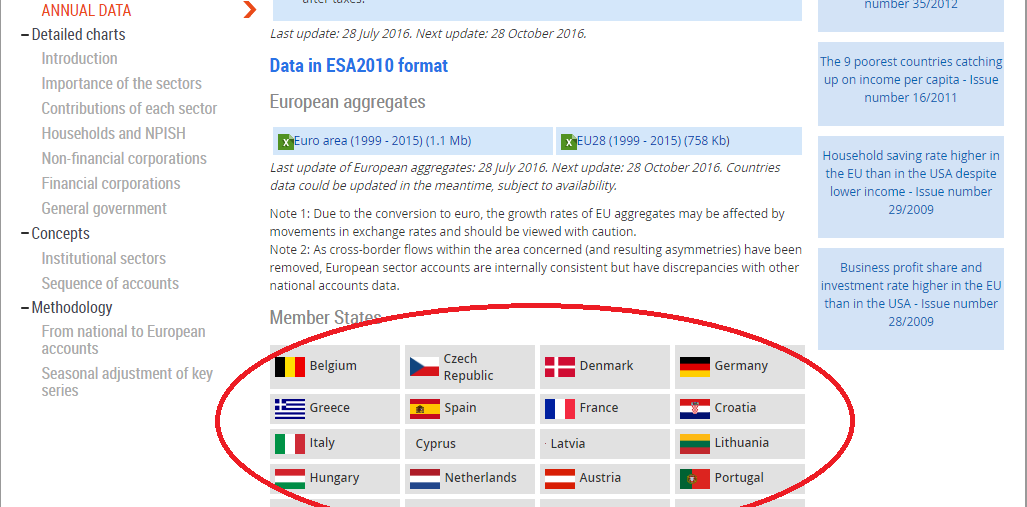 ANNUAL DATA
Detailed charts
Introduction
Importance of the sectors
Contributions of each sector
Households and NPISH
Non-financial corporations
Financial corporations
General government
Concepts
Institutional sectors
Sequence of accounts
Methodology
From national to European
accounts
Seasonal adjustment of key
series
after taxes.
Last update: 28 July 2016. Next update: 28 October 2016.
Data in ESA2010 format
European aggregates
Euro area (1999 - 2015) (1.1 Mb)
EU28 (1999 - 2015) (758 Kb)
Last update of European aggregates: 28 July 2016. Next update: 28 October 2016. Countries
data could be updated in the meantime, subject to availability.
Note 1: Due to the conversion to euro, the growth rates of EU aggregates may be affected by
movements in exchange rates and should be viewed with caution.
Note 2: As cross-border flows within the area concerned (and resulting asymmetries) have been
removed, European sector accounts are internally consistent but have discrepancies with other
national accounts data.
Member States
Belgium
Czech
Republic
Denmark
Germany
Greece
Spain
France
Croatia
Italy
Cyprus
Latvia
Lithuania
Hungary
Netherlands
Austria
Portugal
number 35/2012
The 9 poorest countries catching
up on income per capita - Issue
number 16/2011
Household saving rate higher in
the EU than in the USA despite
lower income - Issue number
29/2009
Business profit share and
investment rate higher in the EU
than in the USA - Issue number
28/2009